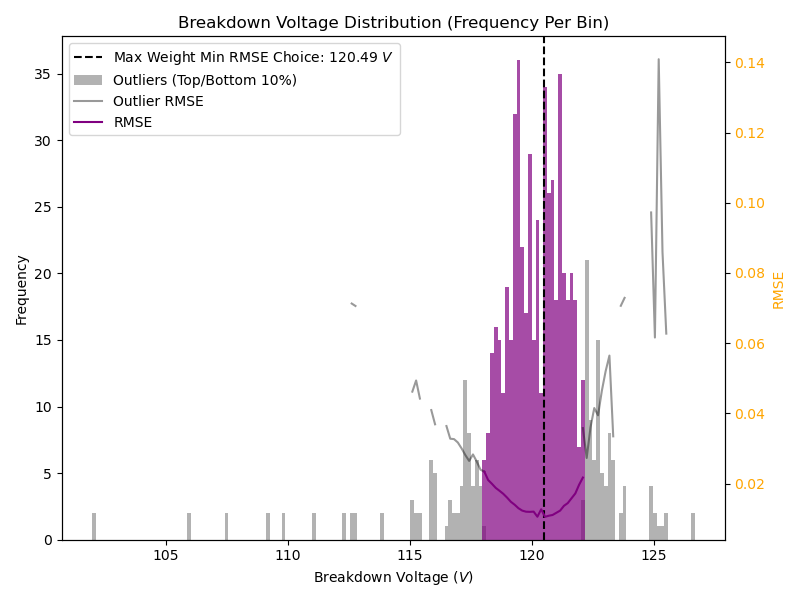 Breakdown Voltage Distribution (Frequency Per Bin)
Max Weight Min RMSE Choice: 120.49 V
Outliers (Top/Bottom 10%)
Outlier RMSE
RMSE
35
30
25
20
15
10
5
0
Frequency
0.14
0.12
0.10
0.08
0.06
0.04
0.02
RMSE
105
110
115
120
125
Breakdown Voltage (V)